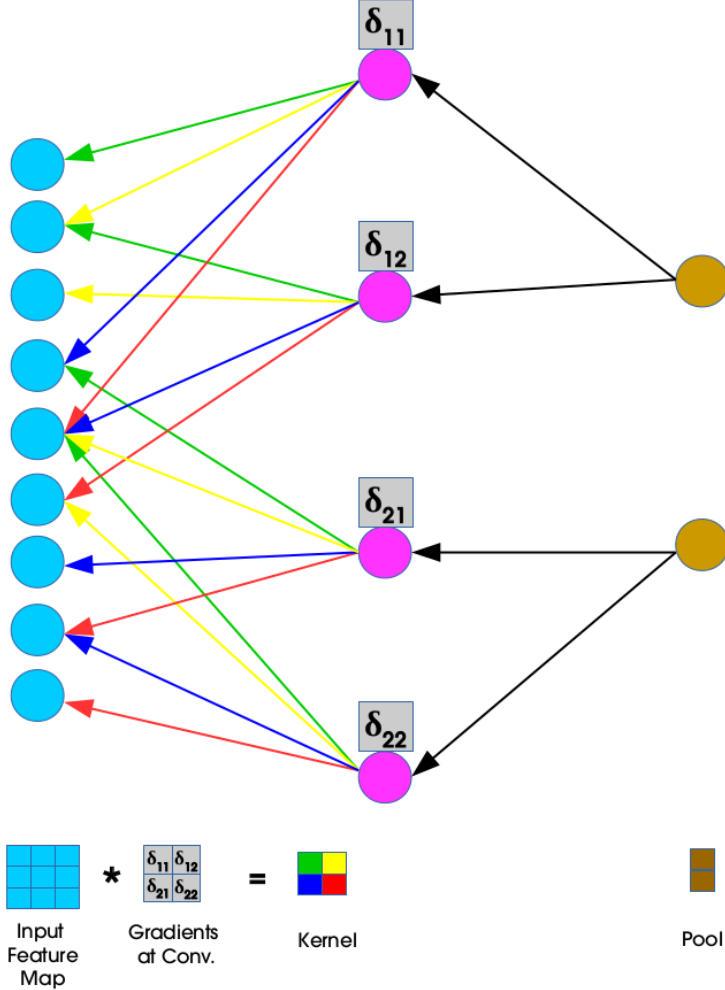 δ11
δ12
δ21
δ22
δ11 δ12
* =
δ21 δ22
Input Gradients Kernel Pool
Feature at Conv.
Map